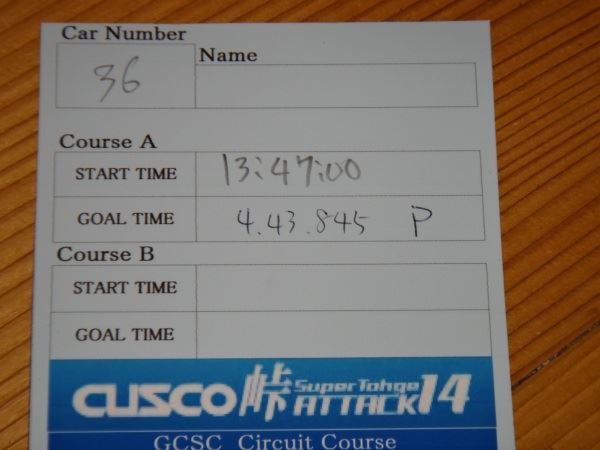 Car Number
Name
36
Course A
START TIME 13:47:00
GOAL TIME 4.43.845 P
Course B
START TIME
GOAL TIME
CUSCO 峠 Super Tohge ATTACK 14
GCSC Circuit Course